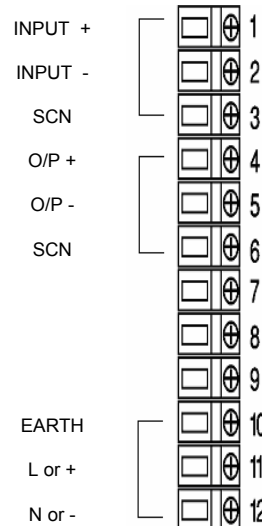 INPUT + 1
INPUT - 2
SCN 3
O/P + 4
O/P - 5
SCN 6
7
8
9
EARTH 10
L or + 11
N or - 12